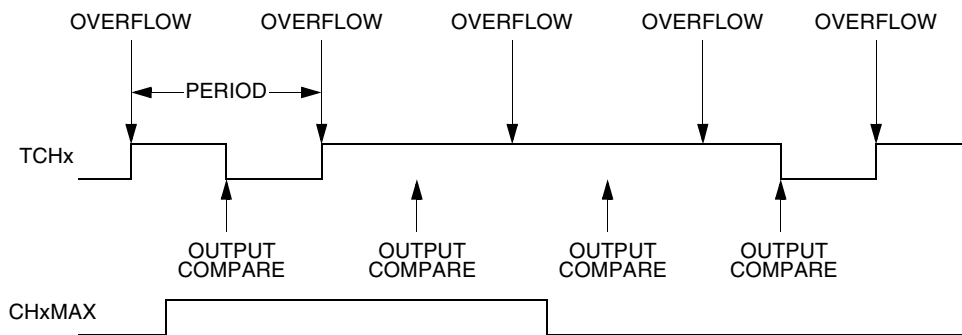 OVERFLOW OVERFLOW OVERFLOW OVERFLOW OVERFLOW
PERIOD
TCHx
OUTPUT COMPARE OUTPUT COMPARE OUTPUT COMPARE OUTPUT COMPARE
CHxMAX